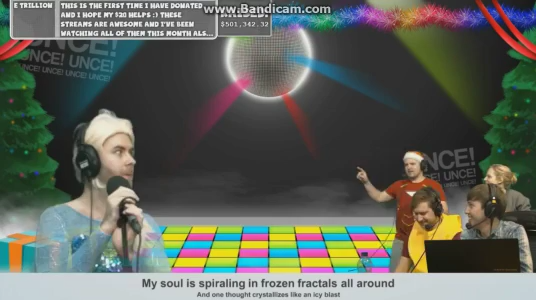 www.Bandicam.com
E TRILLION
THIS IS THE FIRST TIME I HAVE DONATED
AND I HOPE MY $20 HELPS :) THESE
STREAMS ARE AWESOME AND I'VE BEEN
WATCHING ALL OF THEM THIS MONTH ALS...
$501,342.32
UNCE!
UNCE! UNCE!
UNCE! UNCE! UNCE!
UNCE!
My soul is spiraling in frozen fractals all around
And one thought crystallizes like an icy blast